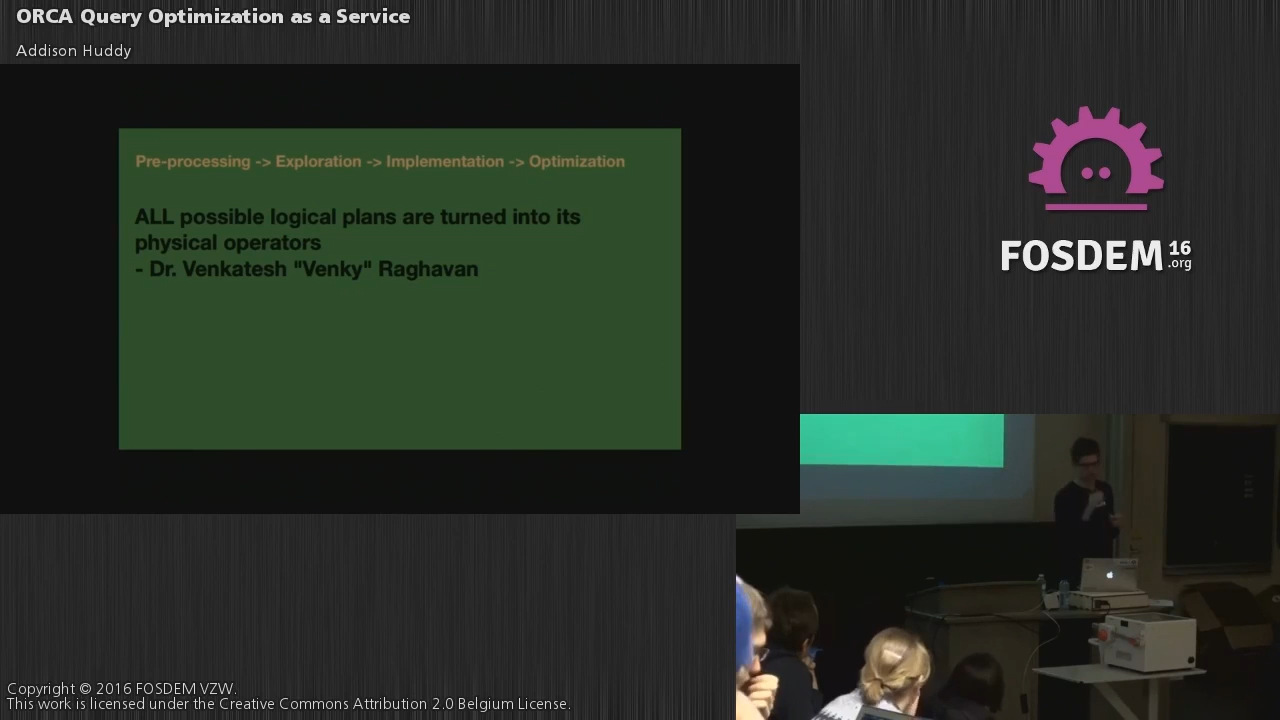 ORCA Query Optimization as a Service
Addison Huddy
Pre-processing -> Exploration -> Implementation -> Optimization
ALL possible logical plans are turned into its
physical operators
- Dr. Venkatesh "Venky" Raghavan
FOSDEM 16
.org
Copyright © 2016 FOSDEM VZW.
This work is licensed under the Creative Commons Attribution 2.0 Belgium License.